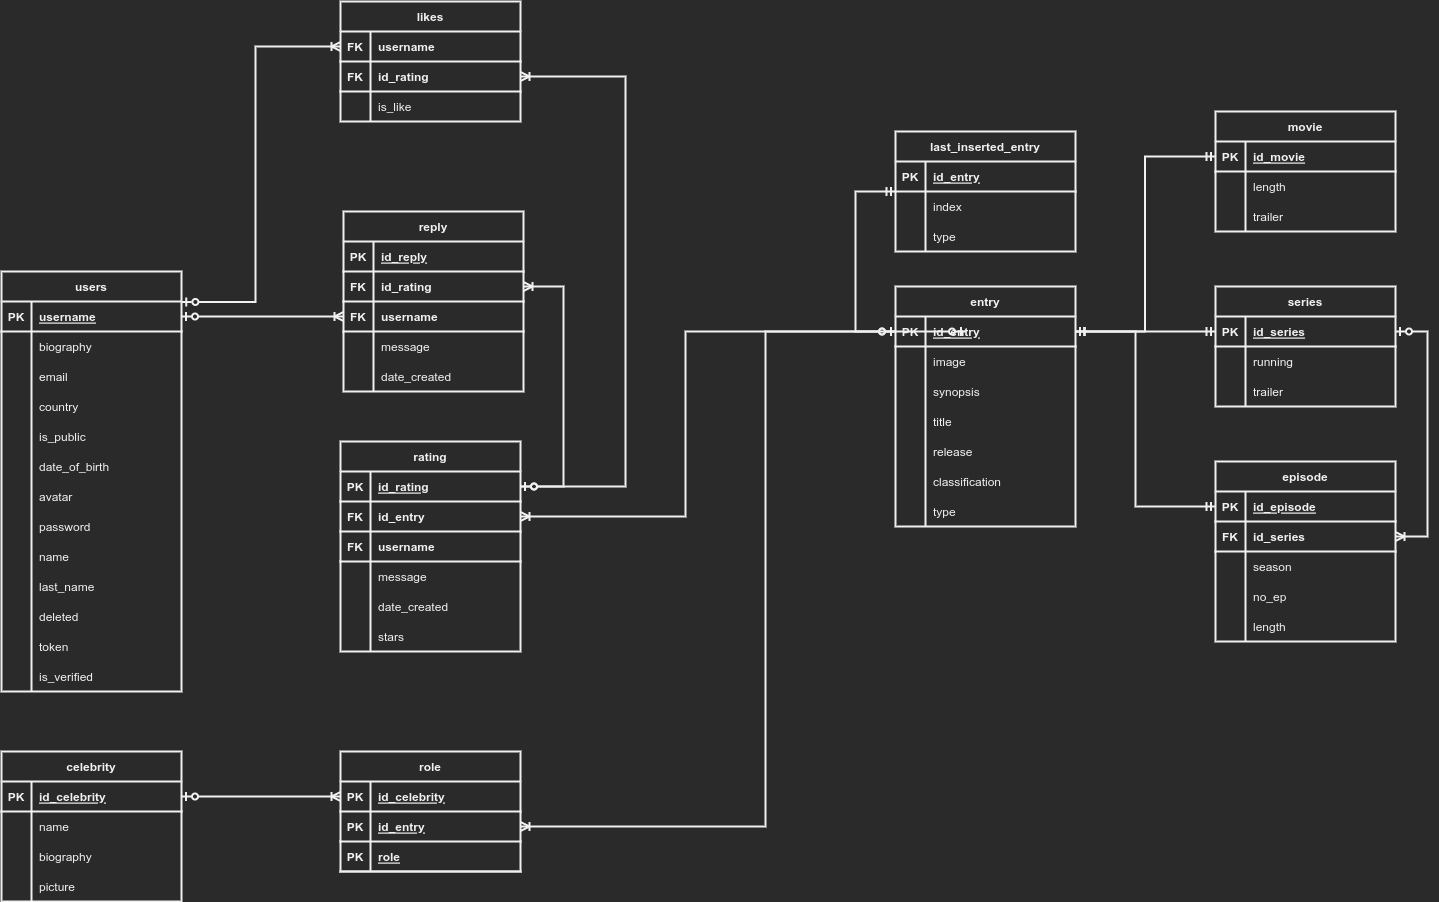 likes
FK username
FK id_rating
is_like
reply
PK id_reply
FK id_rating
FK username
message
date_created
users
PK username
biography
email
country
is_public
date_of_birth
avatar
password
name
last_name
deleted
token
is_verified
rating
PK id_rating
FK id_entry
FK username
message
date_created
stars
celebrity
PK id_celebrity
name
biography
picture
role
PK id_celebrity
PK id_entry
PK role
last_inserted_entry
PK id_entry
index
type
entry
PK id_entry
image
synopsis
title
release
classification
type
movie
PK id_movie
length
trailer
series
PK id_series
running
trailer
episode
PK id_episode
FK id_series
season
no_ep
length